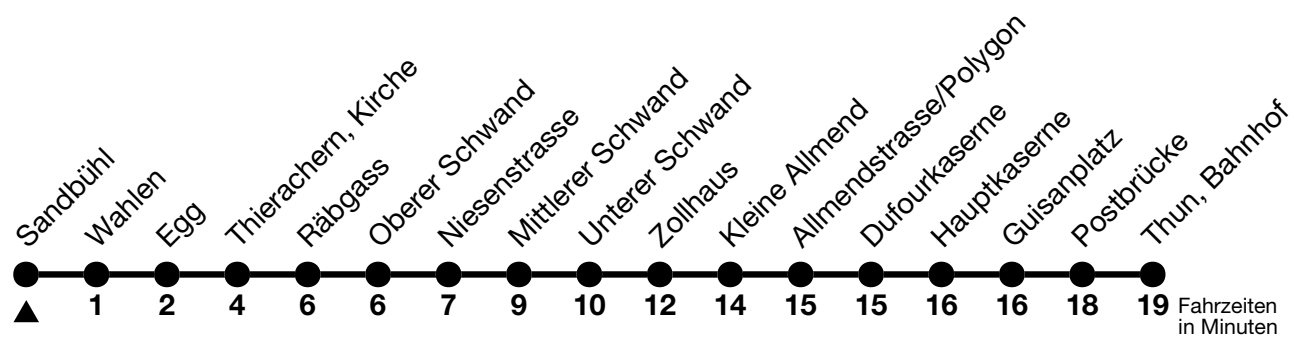 Sandbühl
Wahlen
Egg
Thierachern, Kirche
Räbgass
Oberer Schwand
Niesenstrasse
Mittlerer Schwand
Unterer Schwand
Zollhaus
Kleine Allmend
Allmendstrasse/Polygon
Dufourkaserne
Hauptkaserne
Guisanplatz
Postbrücke
Thun, Bahnhof
1 2 4 6 6 7 9 10 12 14 15 15 16 16 18 19 Fahrzeiten
in Minuten